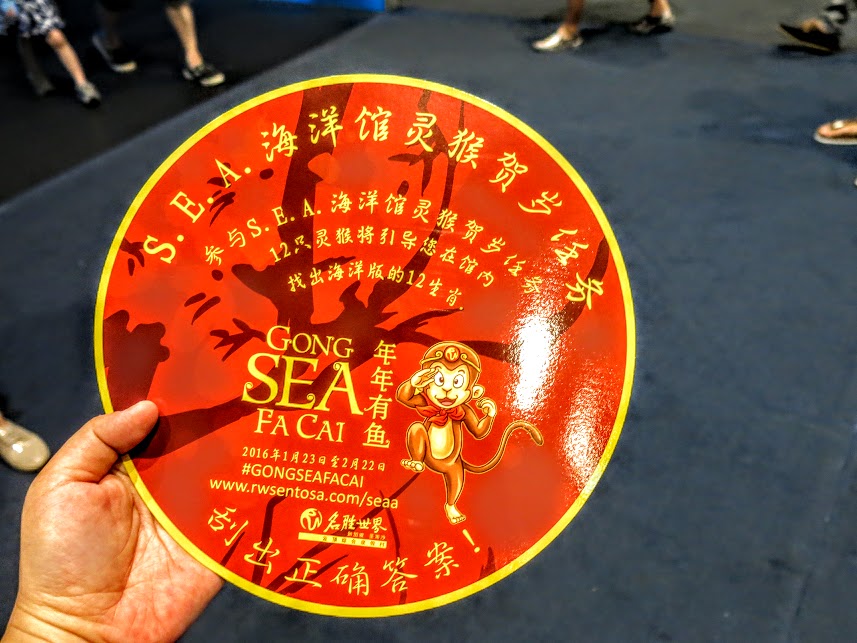 S.E.A.海洋馆灵猴贺岁任务
参与S.E.A.海洋馆灵猴贺岁任务
12只灵猴将引导您在馆内
找出海洋版的12生肖
GONG
SEA
FA CAI
年年有鱼
2016年1月23日至2月22日
#GONGSEAFACAI
www.rwsentosa.com/seaa
名胜世界
刮出正确答案!